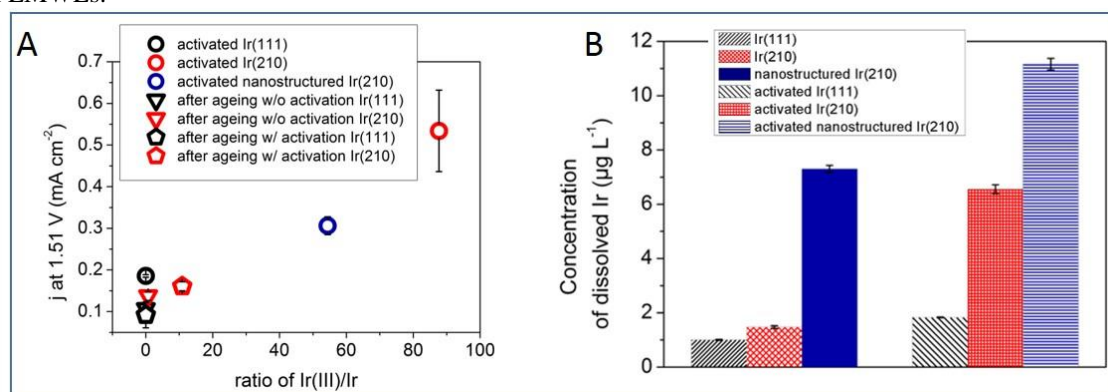 PEMWEs.
A
activated Ir(111)
activated Ir(210)
activated nanostructured Ir(210)
after ageing w/o activation Ir(111)
after ageing w/o activation Ir(210)
after ageing w/ activation Ir(111)
after ageing w/ activation Ir(210)
j at 1.51 V (mA cm⁻²)
0.7
0.6
0.5
0.4
0.3
0.2
0.1
0 20 40 60 80 100
ratio of Ir(III)/Ir
B
Ir(111)
Ir(210)
nanostructured Ir(210)
activated Ir(111)
activated Ir(210)
activated nanostructured Ir(210)
Concentration
of dissolved Ir (µg L⁻¹)
12
10
8
6
4
2
0